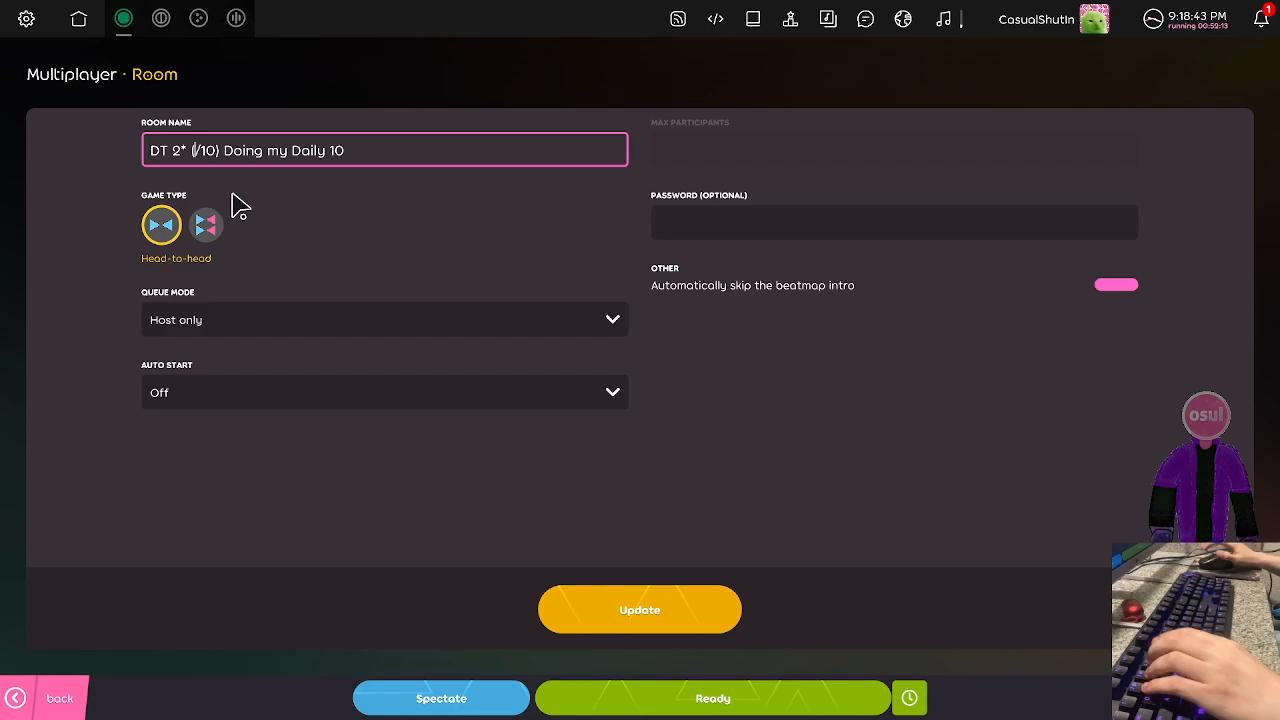 CasualShutIn
9:18:43 PM
running 00:52:13
1
Multiplayer · Room
ROOM NAME
DT 2* (/10) Doing my Daily 10
GAME TYPE
Head-to-head
QUEUE MODE
Host only
AUTO START
Off
MAX PARTICIPANTS
PASSWORD (OPTIONAL)
OTHER
Automatically skip the beatmap intro
osu!
Update
back
Spectate
Ready